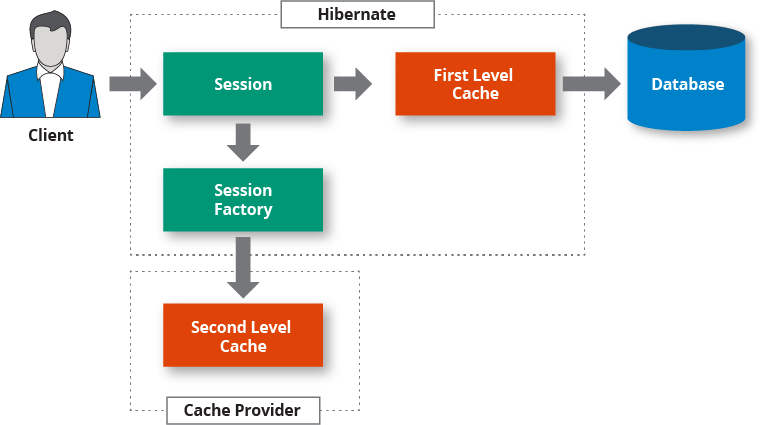 Hibernate
Session
First Level
Cache
Database
Client
Session
Factory
Second Level
Cache
Cache Provider